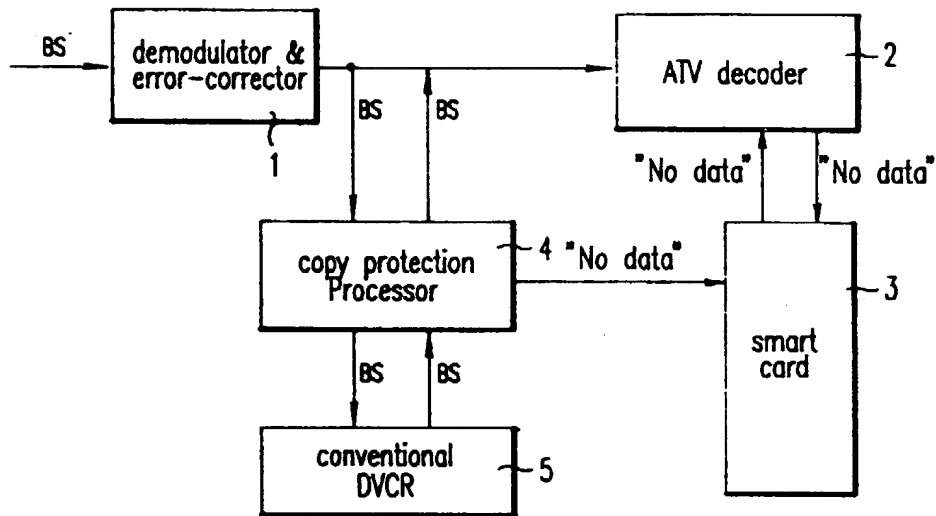 BS
demodulator &
error-corrector
1
ATV decoder
2
BS
BS
"No data"
"No data"
copy protection
Processor
4
"No data"
smart
card
3
BS
BS
conventional
DVCR
5